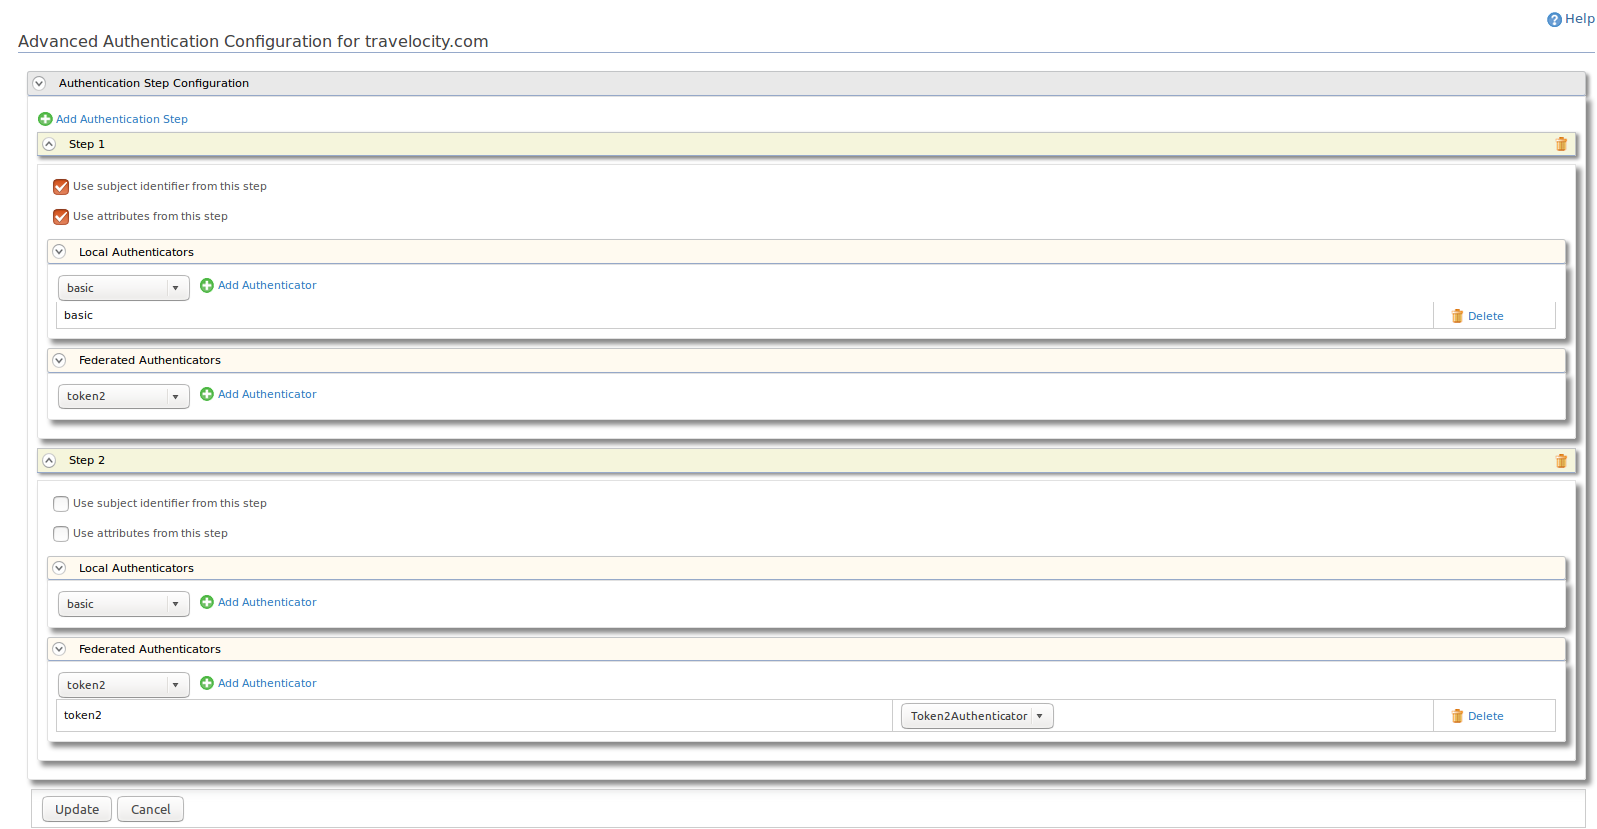 Help
Advanced Authentication Configuration for travelocity.com
Authentication Step Configuration
Add Authentication Step
Step 1
Use subject identifier from this step
Use attributes from this step
Local Authenticators
basic Add Authenticator
basic Delete
Federated Authenticators
token2 Add Authenticator
Step 2
Use subject identifier from this step
Use attributes from this step
Local Authenticators
basic Add Authenticator
Federated Authenticators
token2 Add Authenticator
token2 Token2Authenticator Delete
Update Cancel